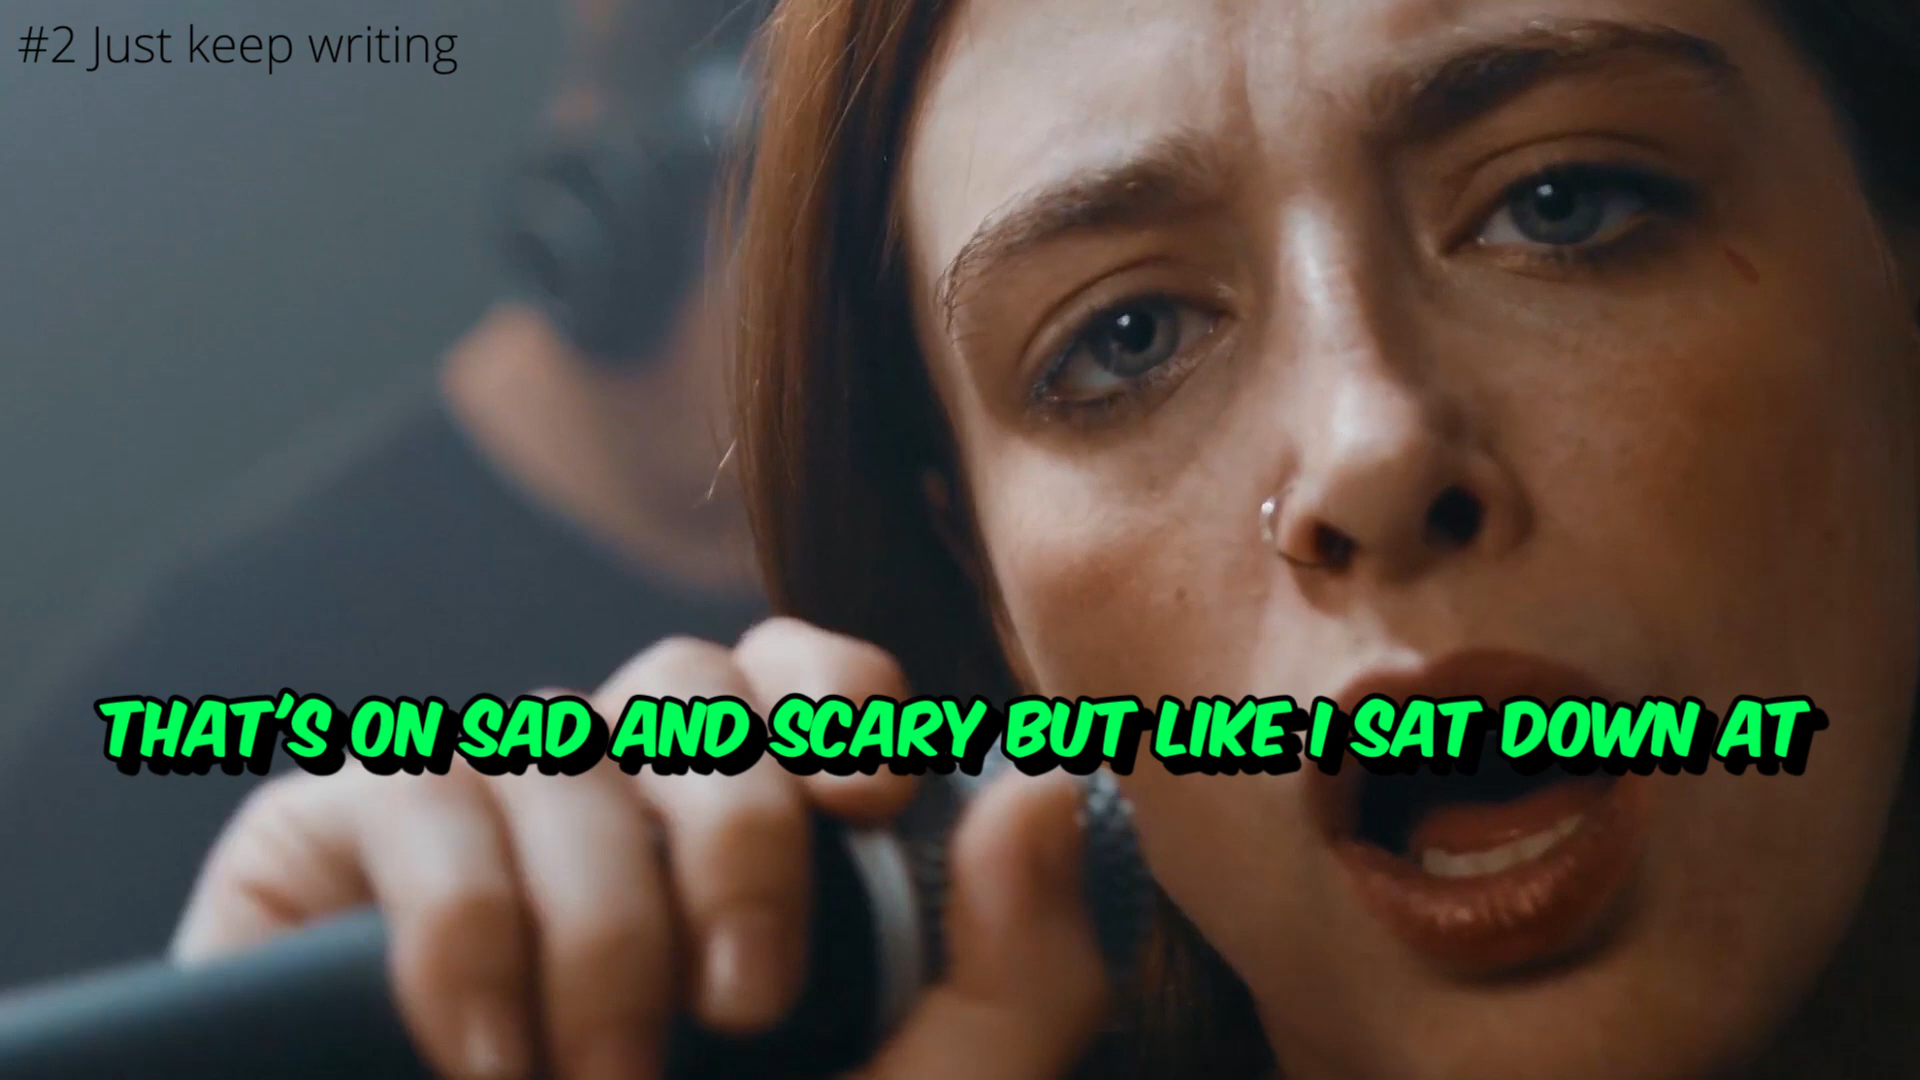 #2 Just keep writing
THAT'S ON SAD AND SCARY BUT LIKE I SAT DOWN AT